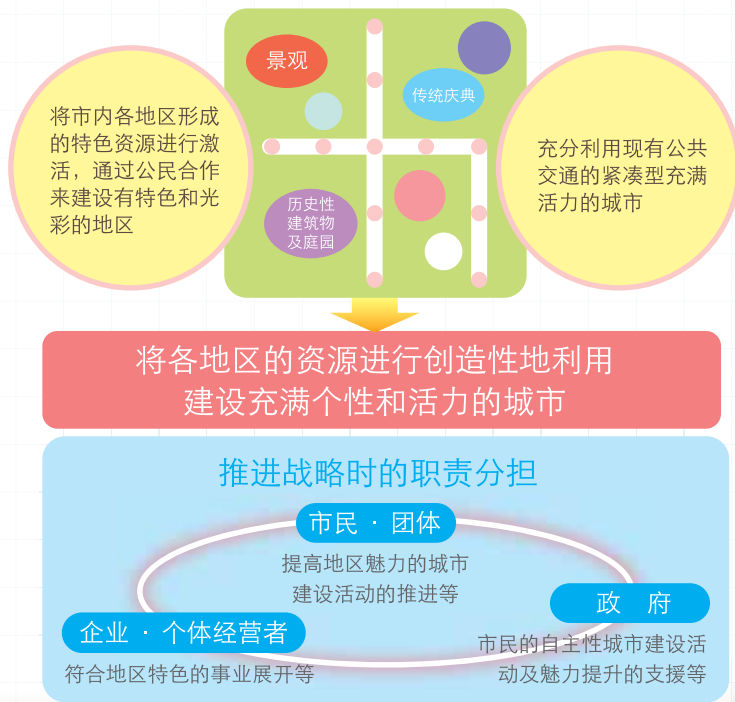 将市内各地区形成
的特色资源进行激
活，通过公民合作
来建设有特色和光
彩的地区
景观
传统庆典
历史性
建筑物
及庭园
充分利用现有公共
交通的紧凑型充满
活力的城市
将各地区的资源进行创造性地利用
建设充满个性和活力的城市
推进战略时的职责分担
市民 · 团体
提高地区魅力的城市
建设活动的推进等
企业 · 个体经营者
符合地区特色的事业展开等
政 府
市民的自主性城市建设活
动及魅力提升的支援等